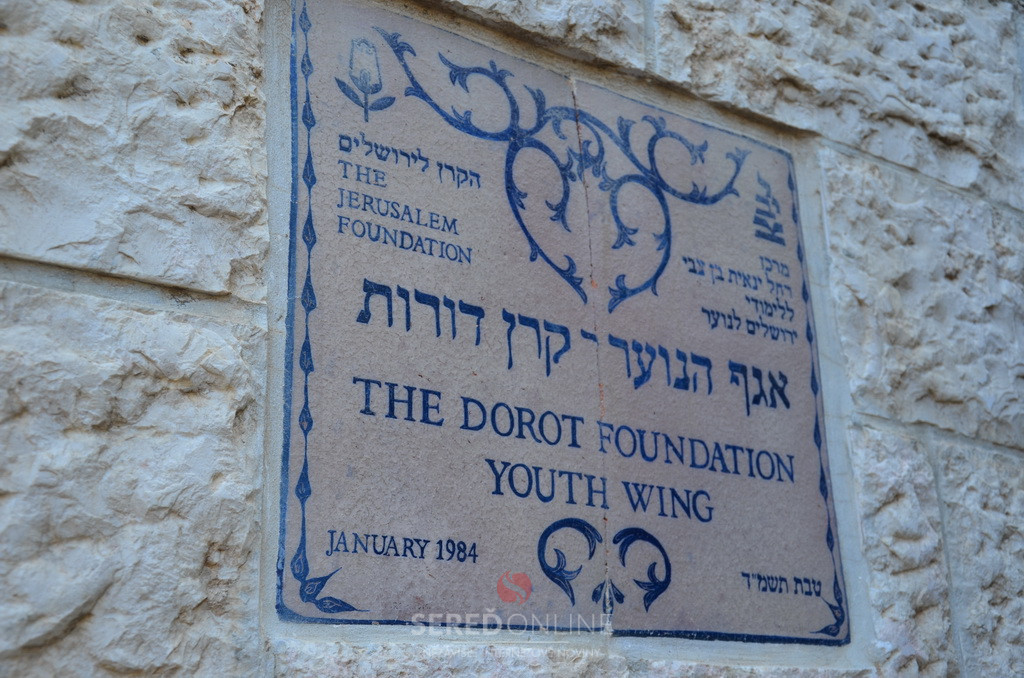 הקרן לירושלים
THE
JERUSALEM
FOUNDATION
מרכז
רחל ינאית בן צבי
ללימודי
ירושלים לנוער
אגף הנוער - קרן דורות
THE DOROT FOUNDATION
YOUTH WING
JANUARY 1984
טבת תשמ"ד
SEREĎONLINE